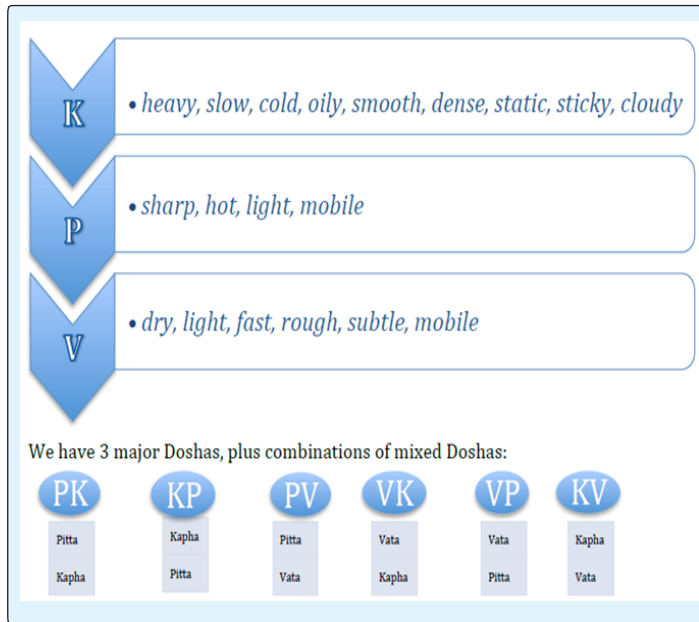 K
• heavy, slow, cold, oily, smooth, dense, static, sticky, cloudy
P
• sharp, hot, light, mobile
V
• dry, light, fast, rough, subtle, mobile
We have 3 major Doshas, plus combinations of mixed Doshas:
PK KP PV VK VP KV
Pitta Kapha Pitta Vata Vata Kapha
Kapha Pitta Vata Kapha Pitta Vata